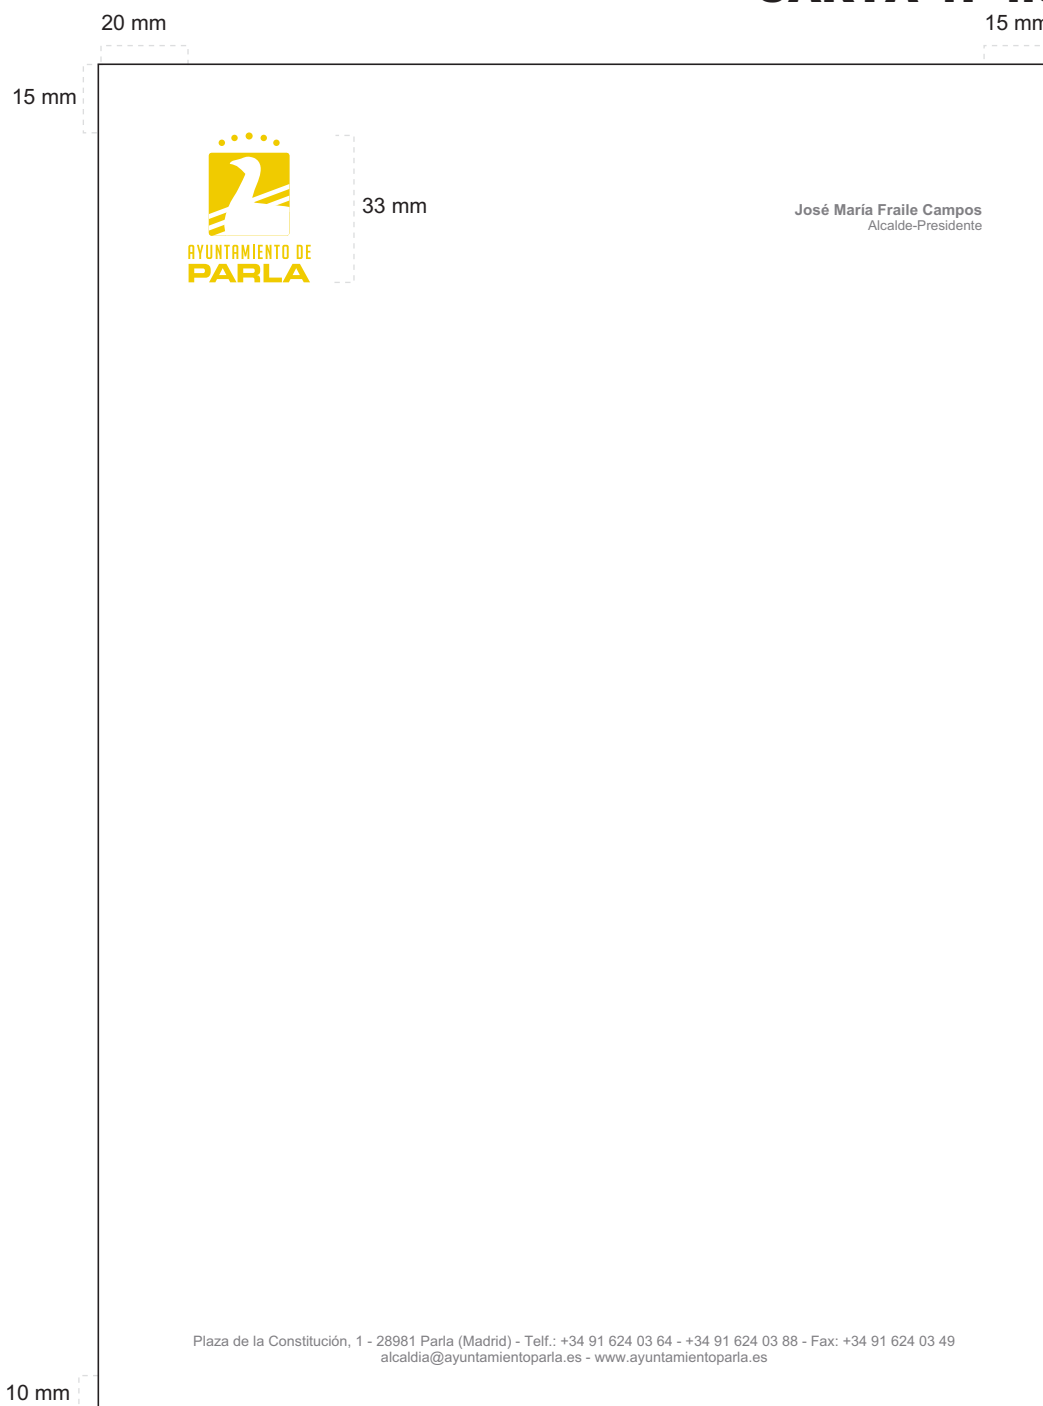 20 mm
15 mm
15 mm
33 mm
José María Fraile Campos
Alcalde-Presidente
AYUNTAMIENTO DE
PARLA
Plaza de la Constitución, 1 - 28981 Parla (Madrid) - Telf.: +34 91 624 03 64 - +34 91 624 03 88 - Fax: +34 91 624 03 49
alcaldia@ayuntamientoparla.es - www.ayuntamientoparla.es
10 mm